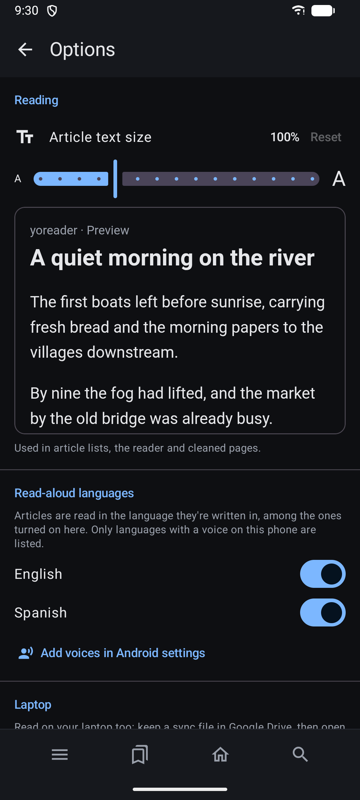 9:30
Options
Reading
Article text size 100% Reset
A A
yoreader · Preview
A quiet morning on the river
The first boats left before sunrise, carrying
fresh bread and the morning papers to the
villages downstream.
By nine the fog had lifted, and the market
by the old bridge was already busy.
Used in article lists, the reader and cleaned pages.
Read-aloud languages
Articles are read in the language they're written in, among the ones
turned on here. Only languages with a voice on this phone are
listed.
English
Spanish
Add voices in Android settings
Laptop
Read on your laptop too: keep a sync file in Google Drive, then open